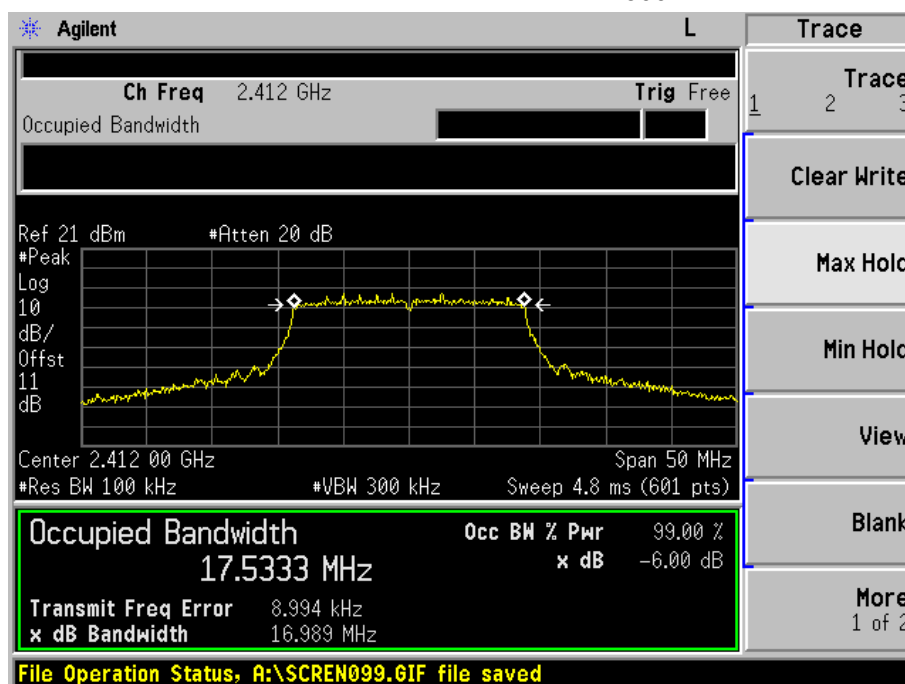 Agilent L Trace
Ch Freq 2.412 GHz Trig Free
Occupied Bandwidth
Trace
1 2 3
Clear Write
Max Hold
Min Hold
View
Blank
More
1 of 2
Ref 21 dBm #Atten 20 dB
#Peak
Log
10
dB/
Offst
11
dB
Center 2.412 00 GHz Span 50 MHz
#Res BW 100 kHz #VBW 300 kHz Sweep 4.8 ms (601 pts)
Occupied Bandwidth Occ BW % Pwr 99.00 %
17.5333 MHz x dB -6.00 dB
Transmit Freq Error 8.994 kHz
x dB Bandwidth 16.989 MHz
File Operation Status, A:\SCREN099.GIF file saved